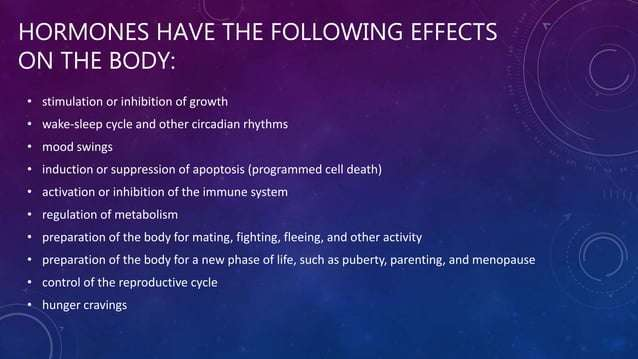 HORMONES HAVE THE FOLLOWING EFFECTS
ON THE BODY:
• stimulation or inhibition of growth
• wake-sleep cycle and other circadian rhythms
• mood swings
• induction or suppression of apoptosis (programmed cell death)
• activation or inhibition of the immune system
• regulation of metabolism
• preparation of the body for mating, fighting, fleeing, and other activity
• preparation of the body for a new phase of life, such as puberty, parenting, and menopause
• control of the reproductive cycle
• hunger cravings